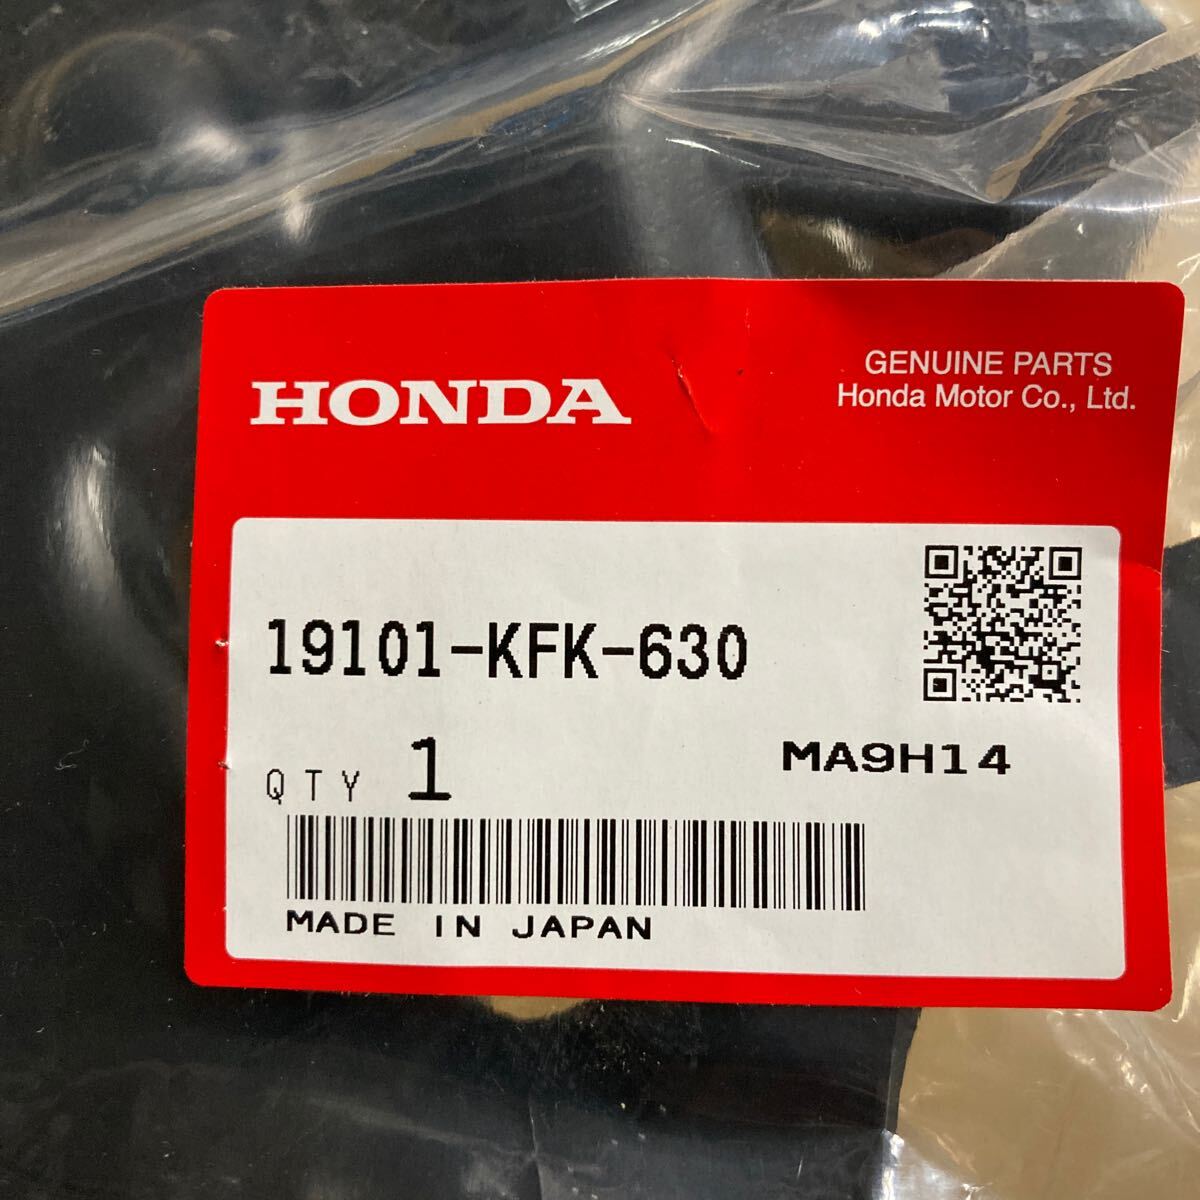 HONDA
GENUINE PARTS
Honda Motor Co., Ltd.
19101-KFK-630
QTY 1
MA9H14
MADE IN JAPAN